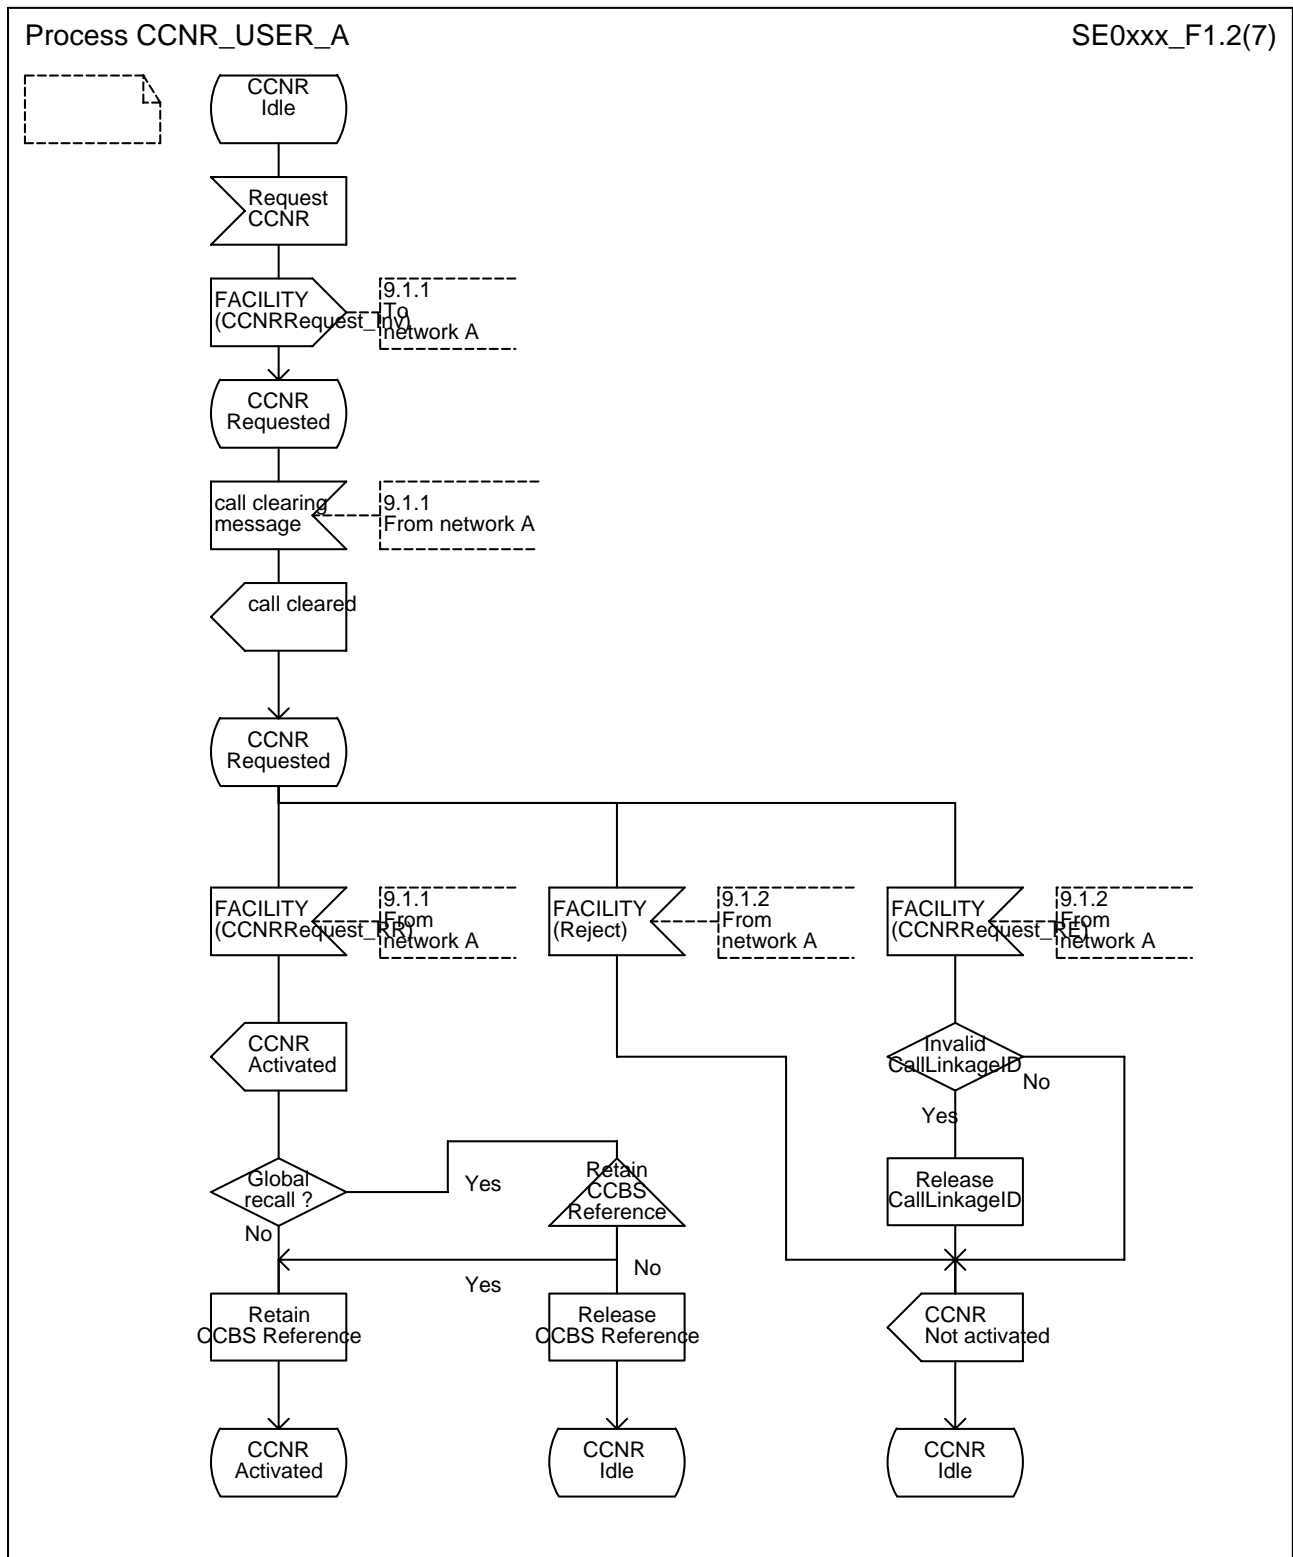 Process CCNR_USER_A
SE0xxx_F1.2(7)
CCNR
Idle
Request
CCNR
FACILITY
(CCNRRequest_Inv)
9.1.1
To
network A
CCNR
Requested
call clearing
message
9.1.1
From network A
call cleared
CCNR
Requested
FACILITY
(CCNRRequest_RR)
9.1.1
From
network A
FACILITY
(Reject)
9.1.2
From
network A
FACILITY
(CCNRRequest_RE)
9.1.2
From
network A
CCNR
Activated
Invalid
CallLinkageID
No
Yes
Global
recall ?
Yes
No
Retain
CCBS
Reference
Release
CallLinkageID
Yes
No
Retain
CCBS Reference
Release
CCBS Reference
CCNR
Not activated
CCNR
Activated
CCNR
Idle
CCNR
Idle